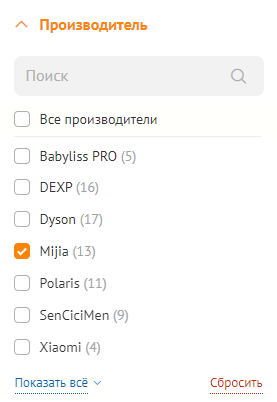 Производитель
Поиск
Все производители
Babyliss PRO (5)
DEXP (16)
Dyson (17)
Mijia (13)
Polaris (11)
SenCiciMen (9)
Xiaomi (4)
Показать всё Сбросить